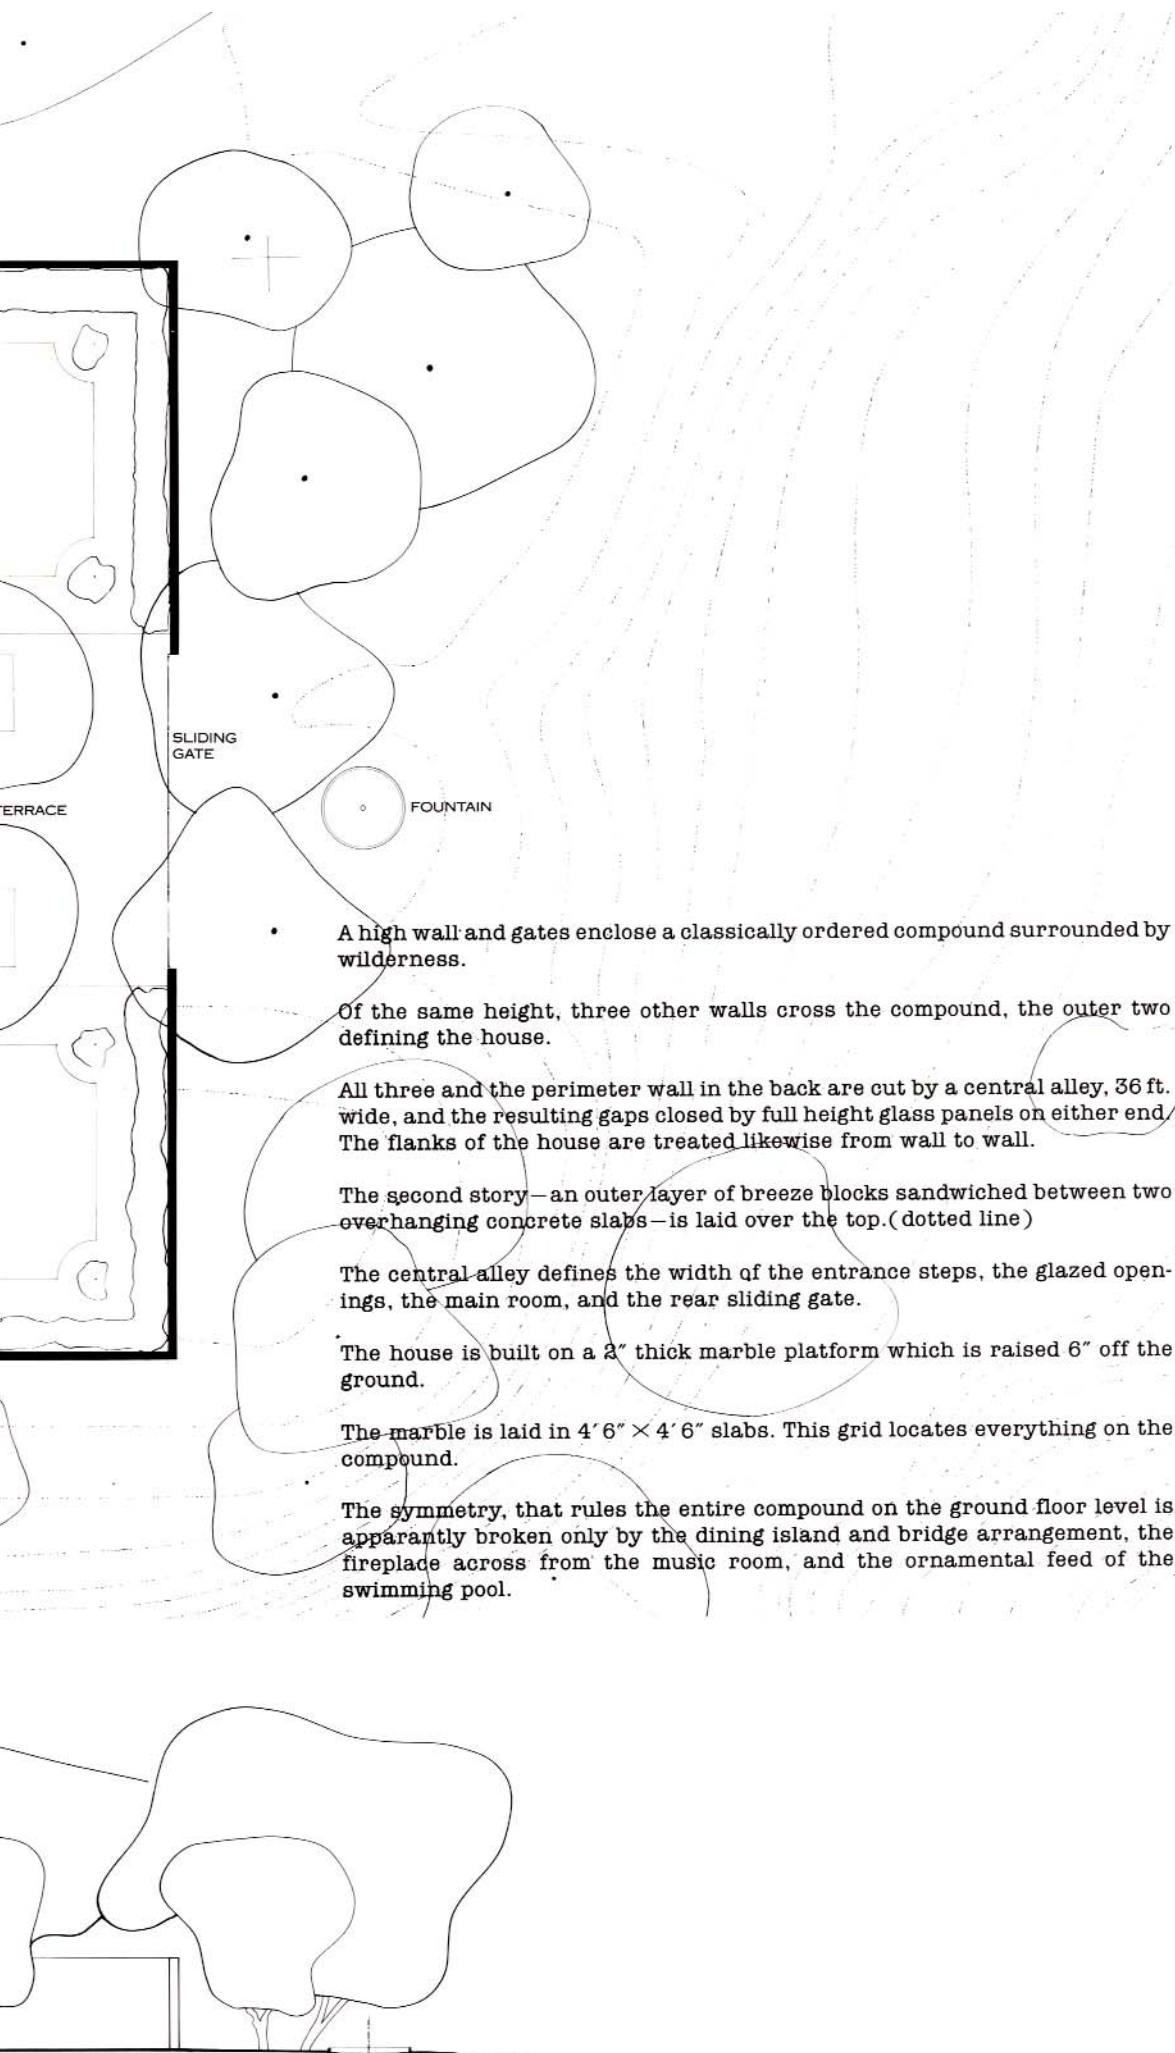 SLIDING
GATE
TERRACE
FOUNTAIN
A high wall and gates enclose a classically ordered compound surrounded by
wilderness.
Of the same height, three other walls cross the compound, the outer two
defining the house.
All three and the perimeter wall in the back are cut by a central alley, 36 ft.
wide, and the resulting gaps closed by full height glass panels on either end.
The flanks of the house are treated likewise from wall to wall.
The second story—an outer layer of breeze blocks sandwiched between two
overhanging concrete slabs—is laid over the top.(dotted line)
The central alley defines the width of the entrance steps, the glazed open-
ings, the main room, and the rear sliding gate.
The house is built on a 2″ thick marble platform which is raised 6″ off the
ground.
The marble is laid in 4′6″ × 4′6″ slabs. This grid locates everything on the
compound.
The symmetry, that rules the entire compound on the ground floor level is
apparantly broken only by the dining island and bridge arrangement, the
fireplace across from the music room, and the ornamental feed of the
swimming pool.